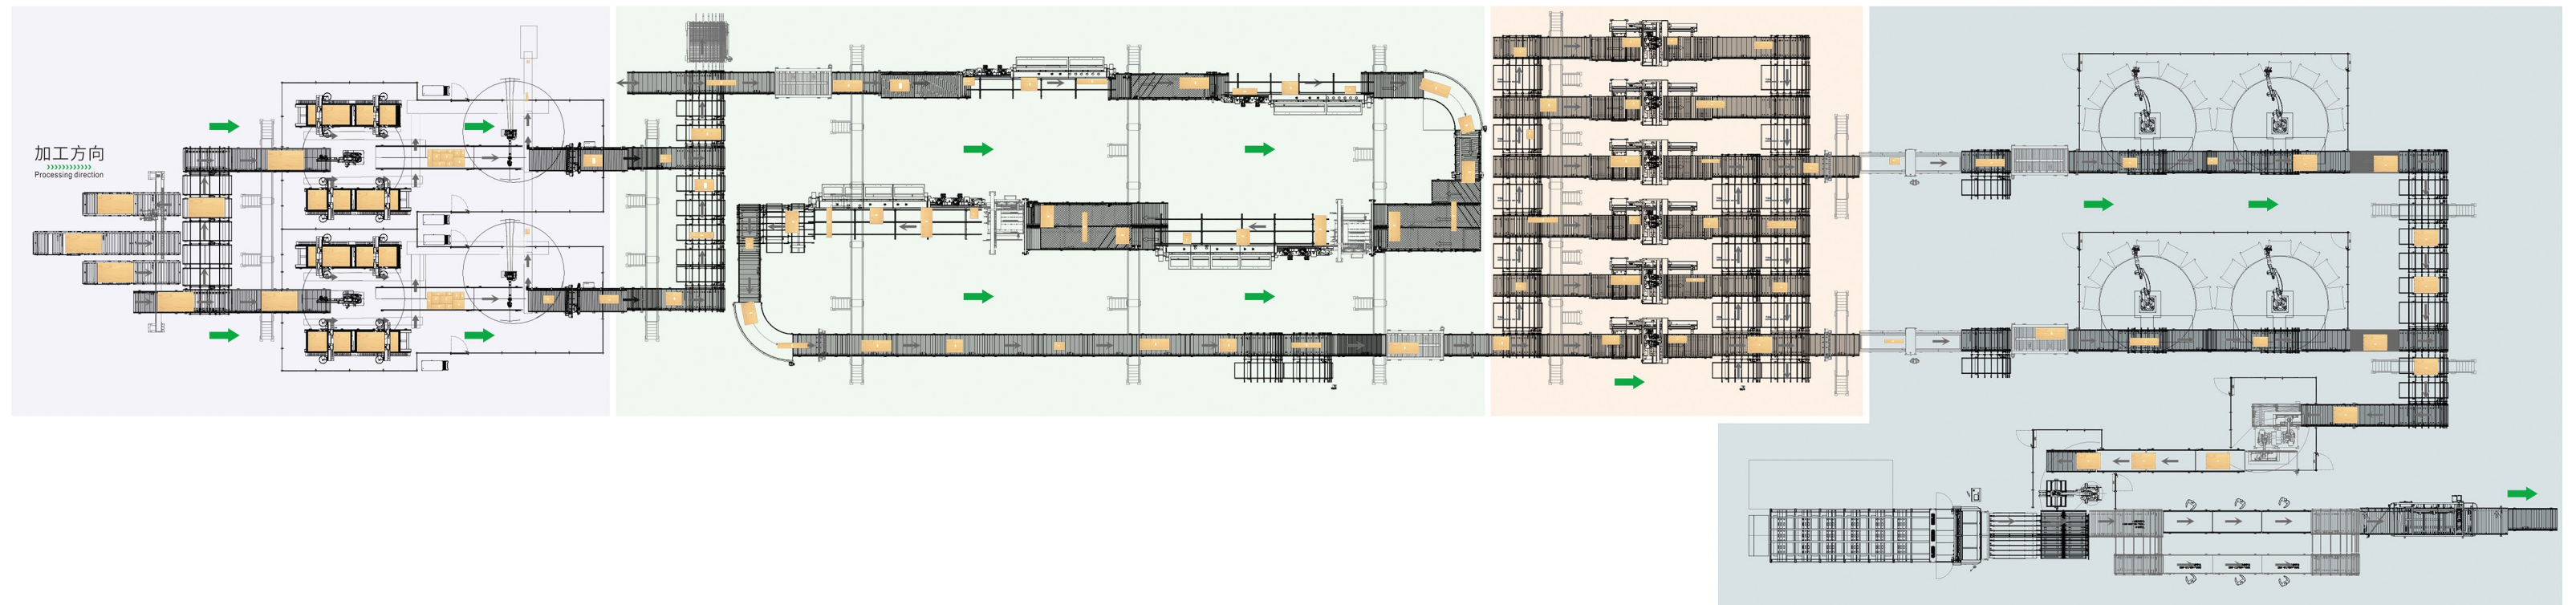 加工方向
Processing direction